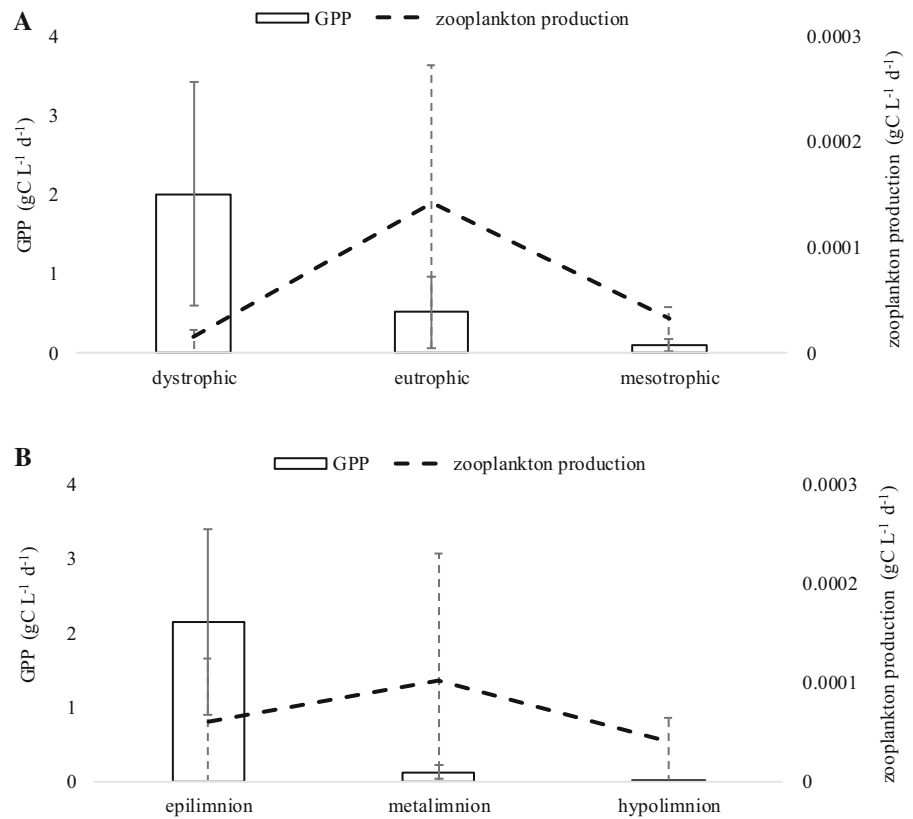 A
GPP zooplankton production
4 0.0003
3
0.0002
2
0.0001
1
0 0
GPP (gC L-1 d-1)
zooplankton production (gC L-1 d-1)
dystrophic eutrophic mesotrophic
B
GPP zooplankton production
4 0.0003
3
0.0002
2
0.0001
1
0 0
GPP (gC L-1 d-1)
zooplankton production (gC L-1 d-1)
epilimnion metalimnion hypolimnion